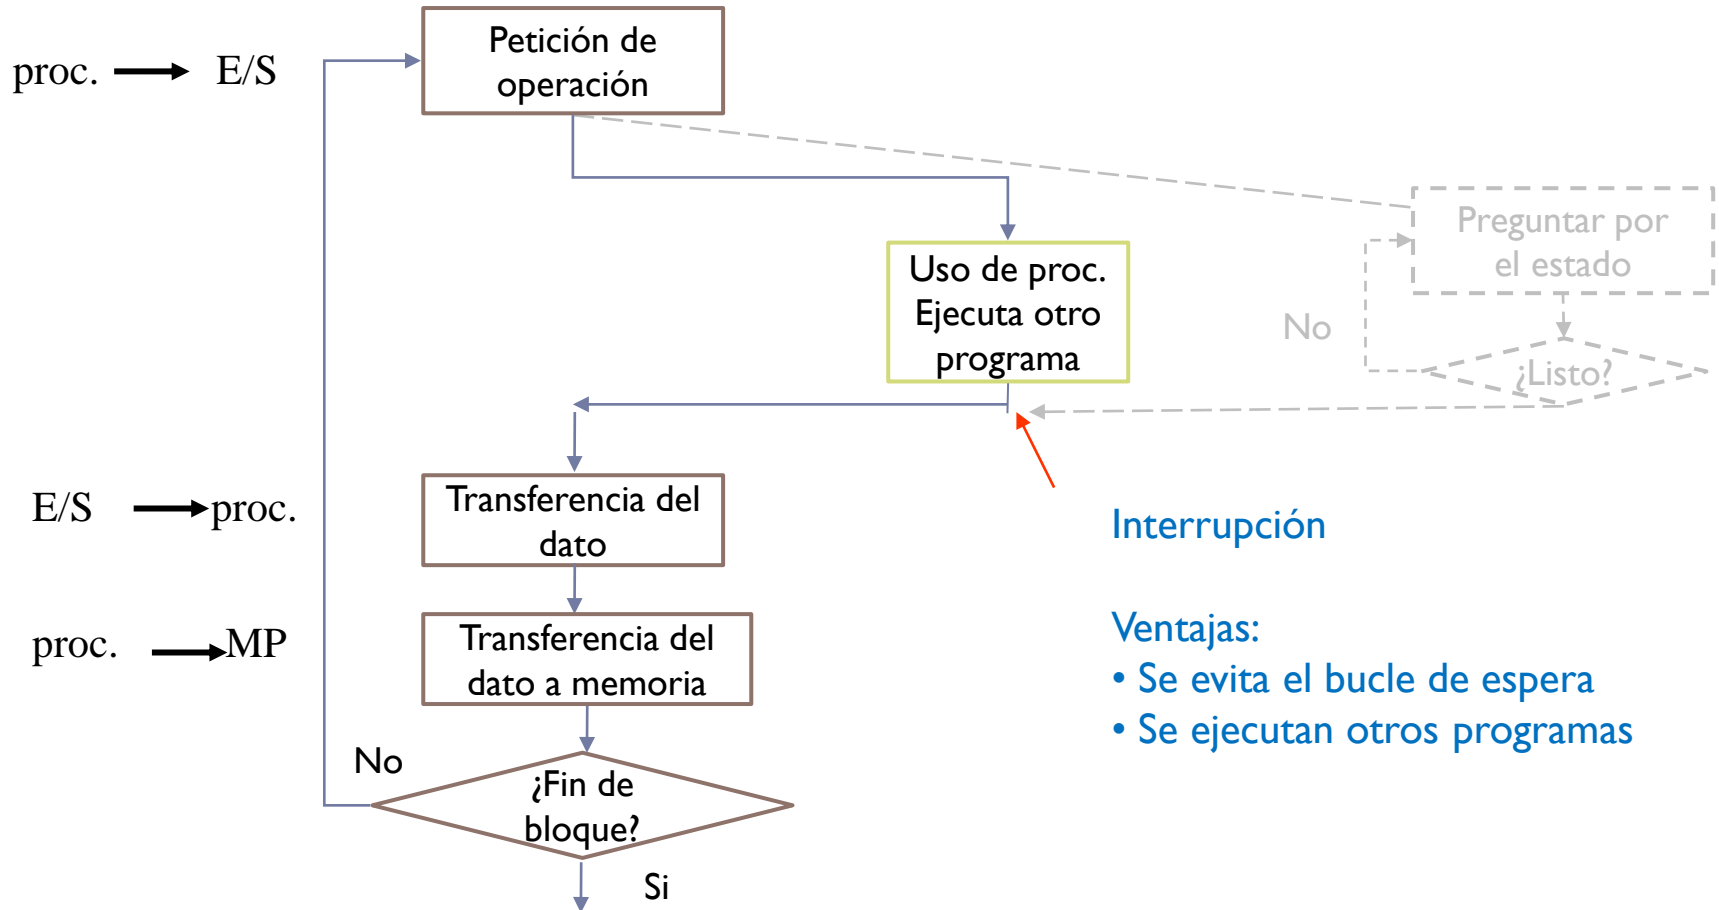 Petición de
operación
proc. E/S
Preguntar por
el estado
Uso de proc.
Ejecuta otro
programa
No
¿Listo?
E/S proc.
Transferencia del
dato
Interrupción
proc. MP
Transferencia del
dato a memoria
Ventajas:
• Se evita el bucle de espera
• Se ejecutan otros programas
No
¿Fin de
bloque?
Si